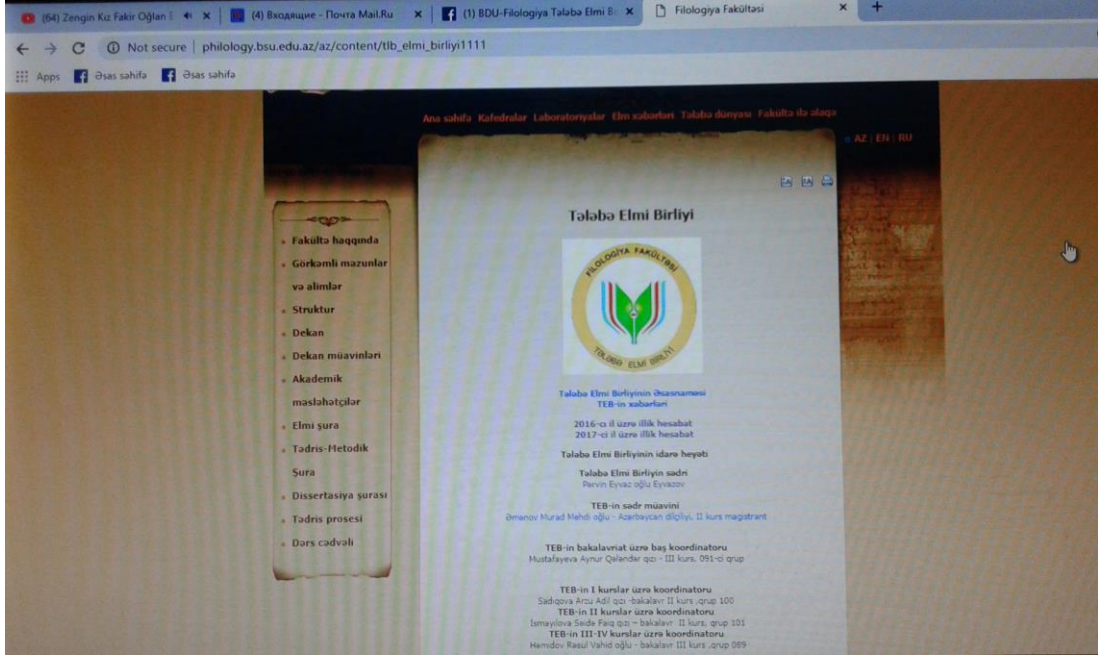 (64) Zengin Kız Fakir Oğlan
(4) Входящие - Почта Mail.Ru
(1) BDU-Filologiya Tələbə Elmi Bi
Filologiya Fakültəsi
Not secure | philology.bsu.edu.az/az/content/tlb_elmi_birliyi1111
Apps Əsas səhifə Əsas səhifə
Ana səhifə Kafedralar Laboratoriyalar Elm xəbərləri Tələbə dünyası Fakültə ilə əlaqə
AZ | EN | RU
Fakültə haqqında
Görkəmli məzunlar
və alimlər
Struktur
Dekan
Dekan müavinləri
Akademik
məsləhətçilər
Elmi şura
Tədris-Metodik
Şura
Dissertasiya şurası
Tədris prosesi
Dərs cədvəli
Tələbə Elmi Birliyi
FİLOLOGİYA FAKÜLTƏSİ
TƏLƏBƏ ELMİ BİRLİYİ
Tələbə Elmi Birliyinin Əsasnaməsi
TEB-in xəbərləri
2016-cı il üzrə illik hesabat
2017-ci il üzrə illik hesabat
Tələbə Elmi Birliyinin idarə heyəti
Tələbə Elmi Birliyin sədri
Pərvin Eyvaz oğlu Eyvazov
TEB-in sədr müavini
Əmənov Murad Mehdi oğlu - Azərbaycan dilçiliyi, II kurs magistrant
TEB-in bakalavriat üzrə baş koordinatoru
Mustafayeva Aynur Qələndər qızı - III kurs, 091-ci qrup
TEB-in I kurslar üzrə koordinatoru
Sadıqova Arzu Adil qızı -bakalavr II kurs ,qrup 100
TEB-in II kurslar üzrə koordinatoru
İsmayılova Səidə Faiq qızı – bakalavr II kurs, qrup 101
TEB-in III-IV kurslar üzrə koordinatoru
Həmidov Rəsul Vahid oğlu - bakalavr III kurs ,qrup 089